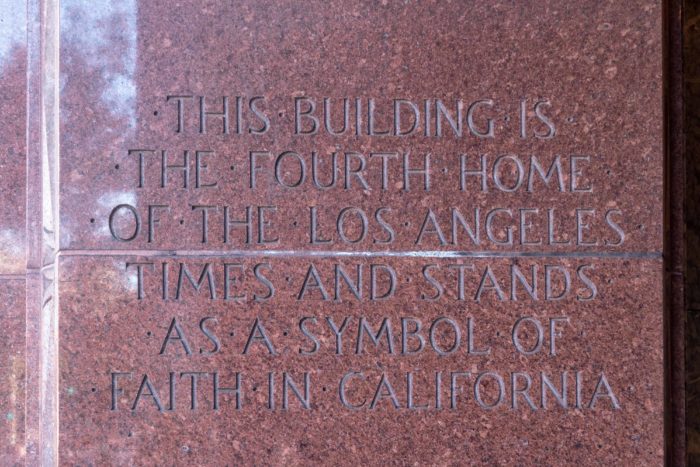 ·THIS·BUILDING·IS·
·THE·FOURTH·HOME·
·OF·THE·LOS·ANGELES·
·TIMES·AND·STANDS·
·AS·A·SYMBOL·OF·
·FAITH·IN·CALIFORNIA·